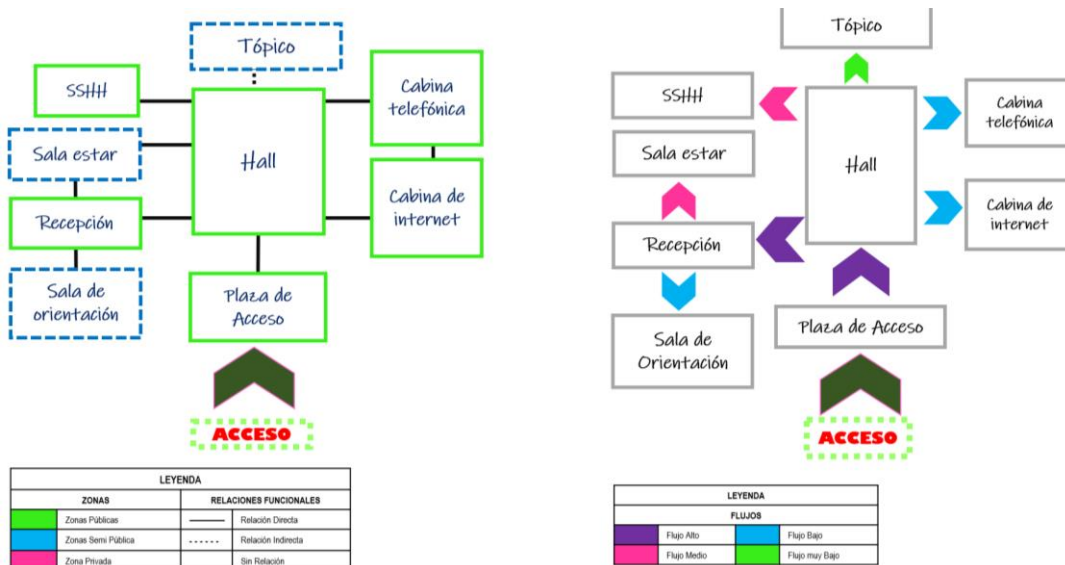 Tópico
SSHH
Cabina
telefónica
Sala estar
Hall
Cabina de
internet
Recepción
Sala de
orientación
Plaza de
Acceso
ACCESO
LEYENDA
ZONAS
RELACIONES FUNCIONALES
Zonas Públicas
Relación Directa
Zonas Semi Pública
Relación Indirecta
Zona Privada
Sin Relación
Tópico
SSHH
Cabina
telefónica
Sala estar
Hall
Cabina de
internet
Recepción
Sala de
Orientación
Plaza de Acceso
ACCESO
LEYENDA
FLUJOS
Flujo Alto
Flujo Bajo
Flujo Medio
Flujo muy Bajo